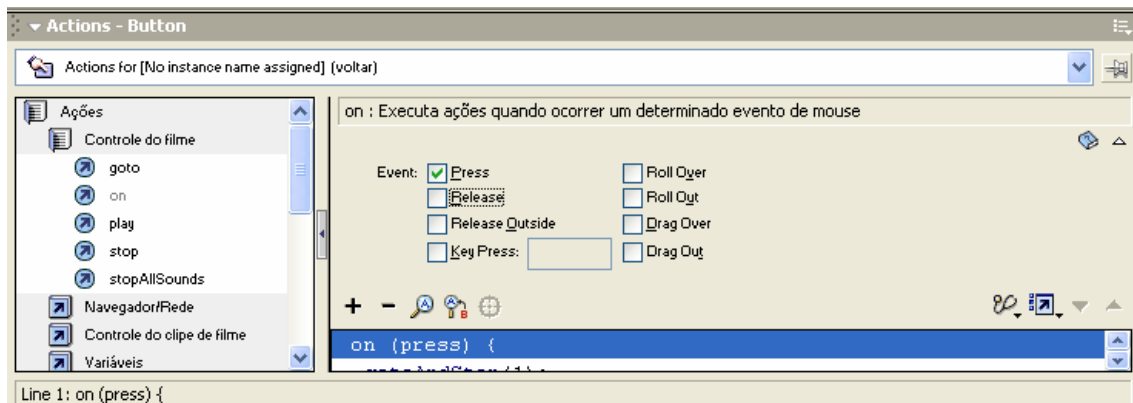 Actions - Button
Actions for [No instance name assigned] (voltar)
Ações
Controle do filme
goto
on
play
stop
stopAllSounds
Navegador/Rede
Controle do clipe de filme
Variáveis
on : Executa ações quando ocorrer um determinado evento de mouse
Event: Press Roll Over
Release Roll Out
Release Outside Drag Over
Key Press: Drag Out
on (press) {
Line 1: on (press) {